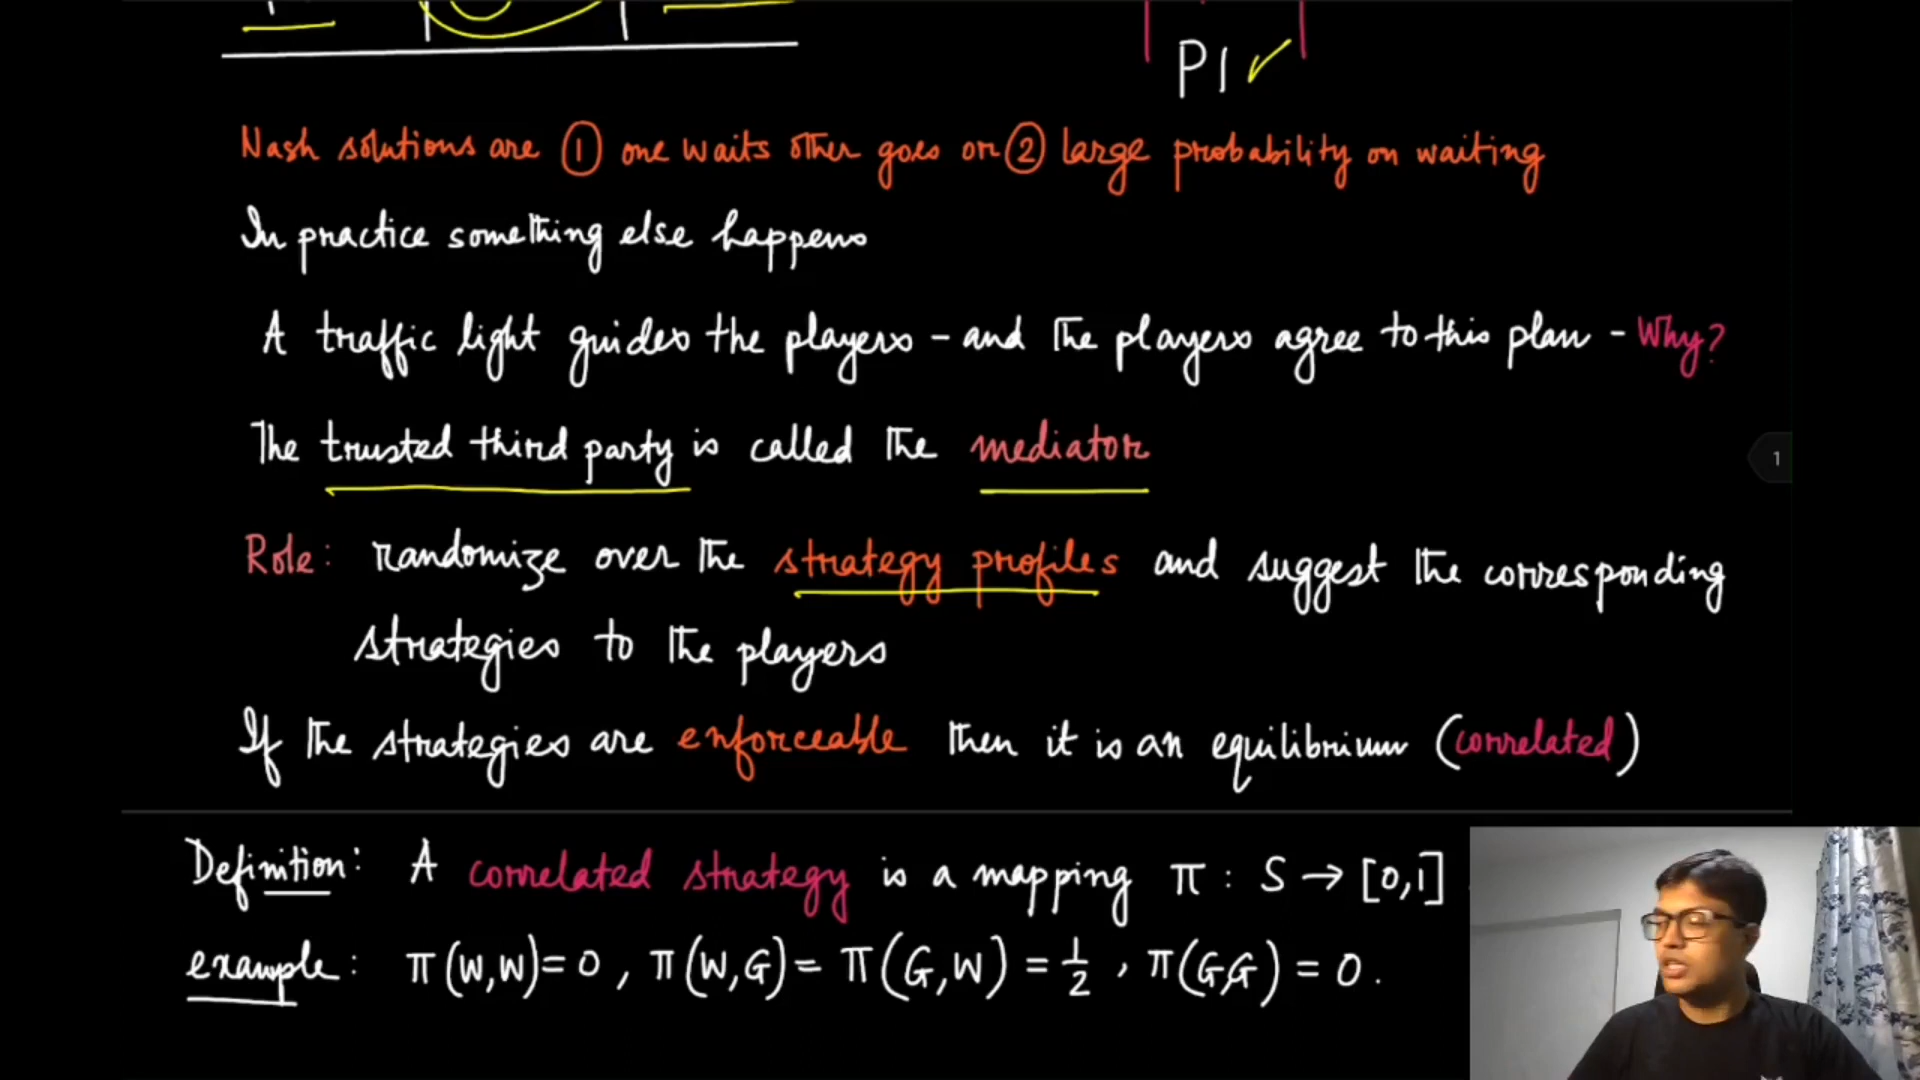 P1 ✓
Nash solutions are ① one waits other goes or ② large probability on waiting
In practice something else happens
A traffic light guides the players - and the players agree to this plan - Why?
The trusted third party is called the mediator
1
Role: randomize over the strategy profiles and suggest the corresponding
strategies to the players
If the strategies are enforceable then it is an equilibrium (correlated)
Definition: A correlated strategy is a mapping π : S → [0,1]
example: π(W,W)=0, π(W,G)= π(G,W) = 1/2, π(G,G) = 0.